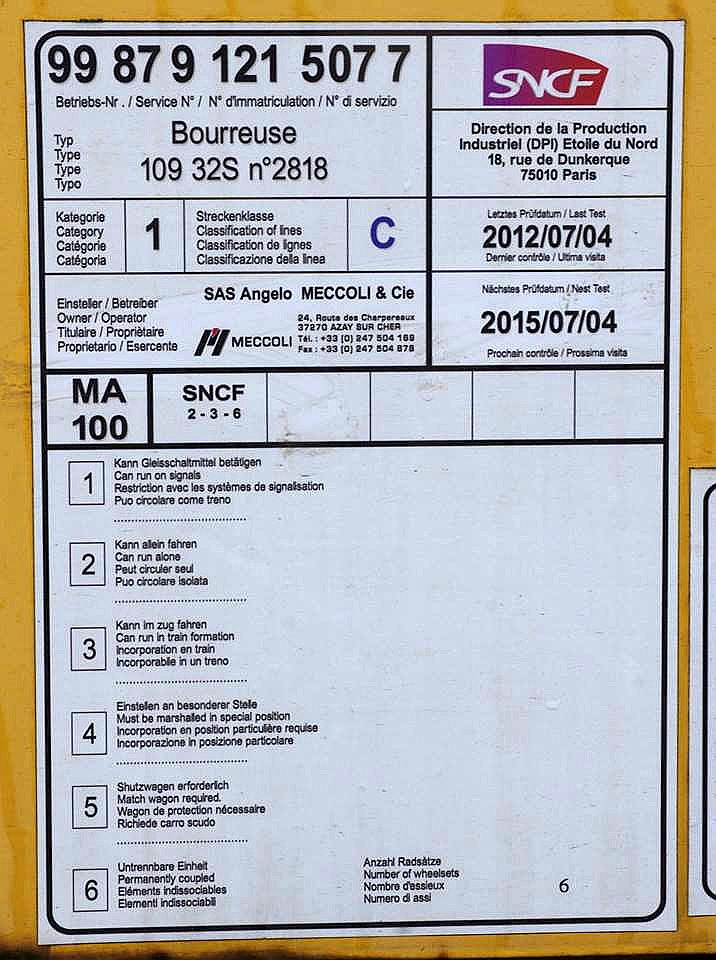 99 87 9 121 507 7
Betriebs-Nr . / Service N° / N° d'immatriculation / N° di servizio
Typ
Type
Type
Typo
Bourreuse
109 32S n°2818
SNCF
Direction de la Production
Industriel (DPI) Etoile du Nord
18, rue de Dunkerque
75010 Paris
Kategorie
Category
Catégorie
Catégoria
1
Streckenklasse
Classification of lines
Classification de lignes
Classificazione della linea
C
Letztes Prüfdatum / Last Test
2012/07/04
Dernier contrôle / Ultima visita
Einsteller / Betreiber
Owner / Operator
Titulaire / Propriètaire
Proprietario / Esercente
SAS Angelo MECCOLI & Cie
MECCOLI
24, Route des Charpereaux
37270 AZAY SUR CHER
Tél. : +33 (0) 247 504 169
Fax : +33 (0) 247 504 878
Nächstes Prüfdatum / Nest Test
2015/07/04
Prochain contrôle / Prossima visita
MA
100
SNCF
2 - 3 - 6
1
Kann Gleisschaltmittel betätigen
Can run on signals
Restriction avec les systèmes de signalisation
Puo circolare come treno
2
Kann allein fahren
Can run alone
Peut circuler seul
Puo circolare isolata
3
Kann im zug fahren
Can run in train formation
Incorporation en train
Incorporabile in un treno
4
Einstellen an besonderer Stelle
Must be marshalled in special position
Incorporation en position particulière requise
Incorporazione in posizione particolare
5
Shutzwagen erforderlich
Match wagon required.
Wagon de protection nécessaire
Richiede carro scudo
6
Untrennbare Einheit
Permanently coupled
Eléments indissociables
Elementi indissociabili
Anzahl Radsätze
Number of wheelsets
Nombre d'essieux
Numero di assi
6